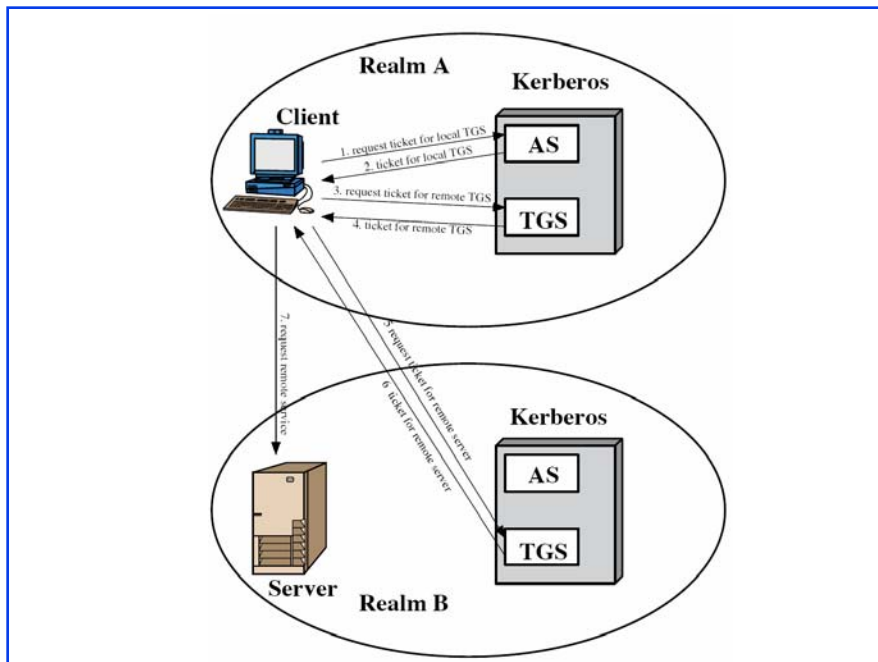 Realm A
Kerberos
Client
1. request ticket for local TGS
AS
2. ticket for local TGS
3. request ticket for remote TGS
TGS
4. ticket for remote TGS
7. request remote service
5 request ticket for remote server
6 ticket for remote server
Kerberos
AS
TGS
Server
Realm B